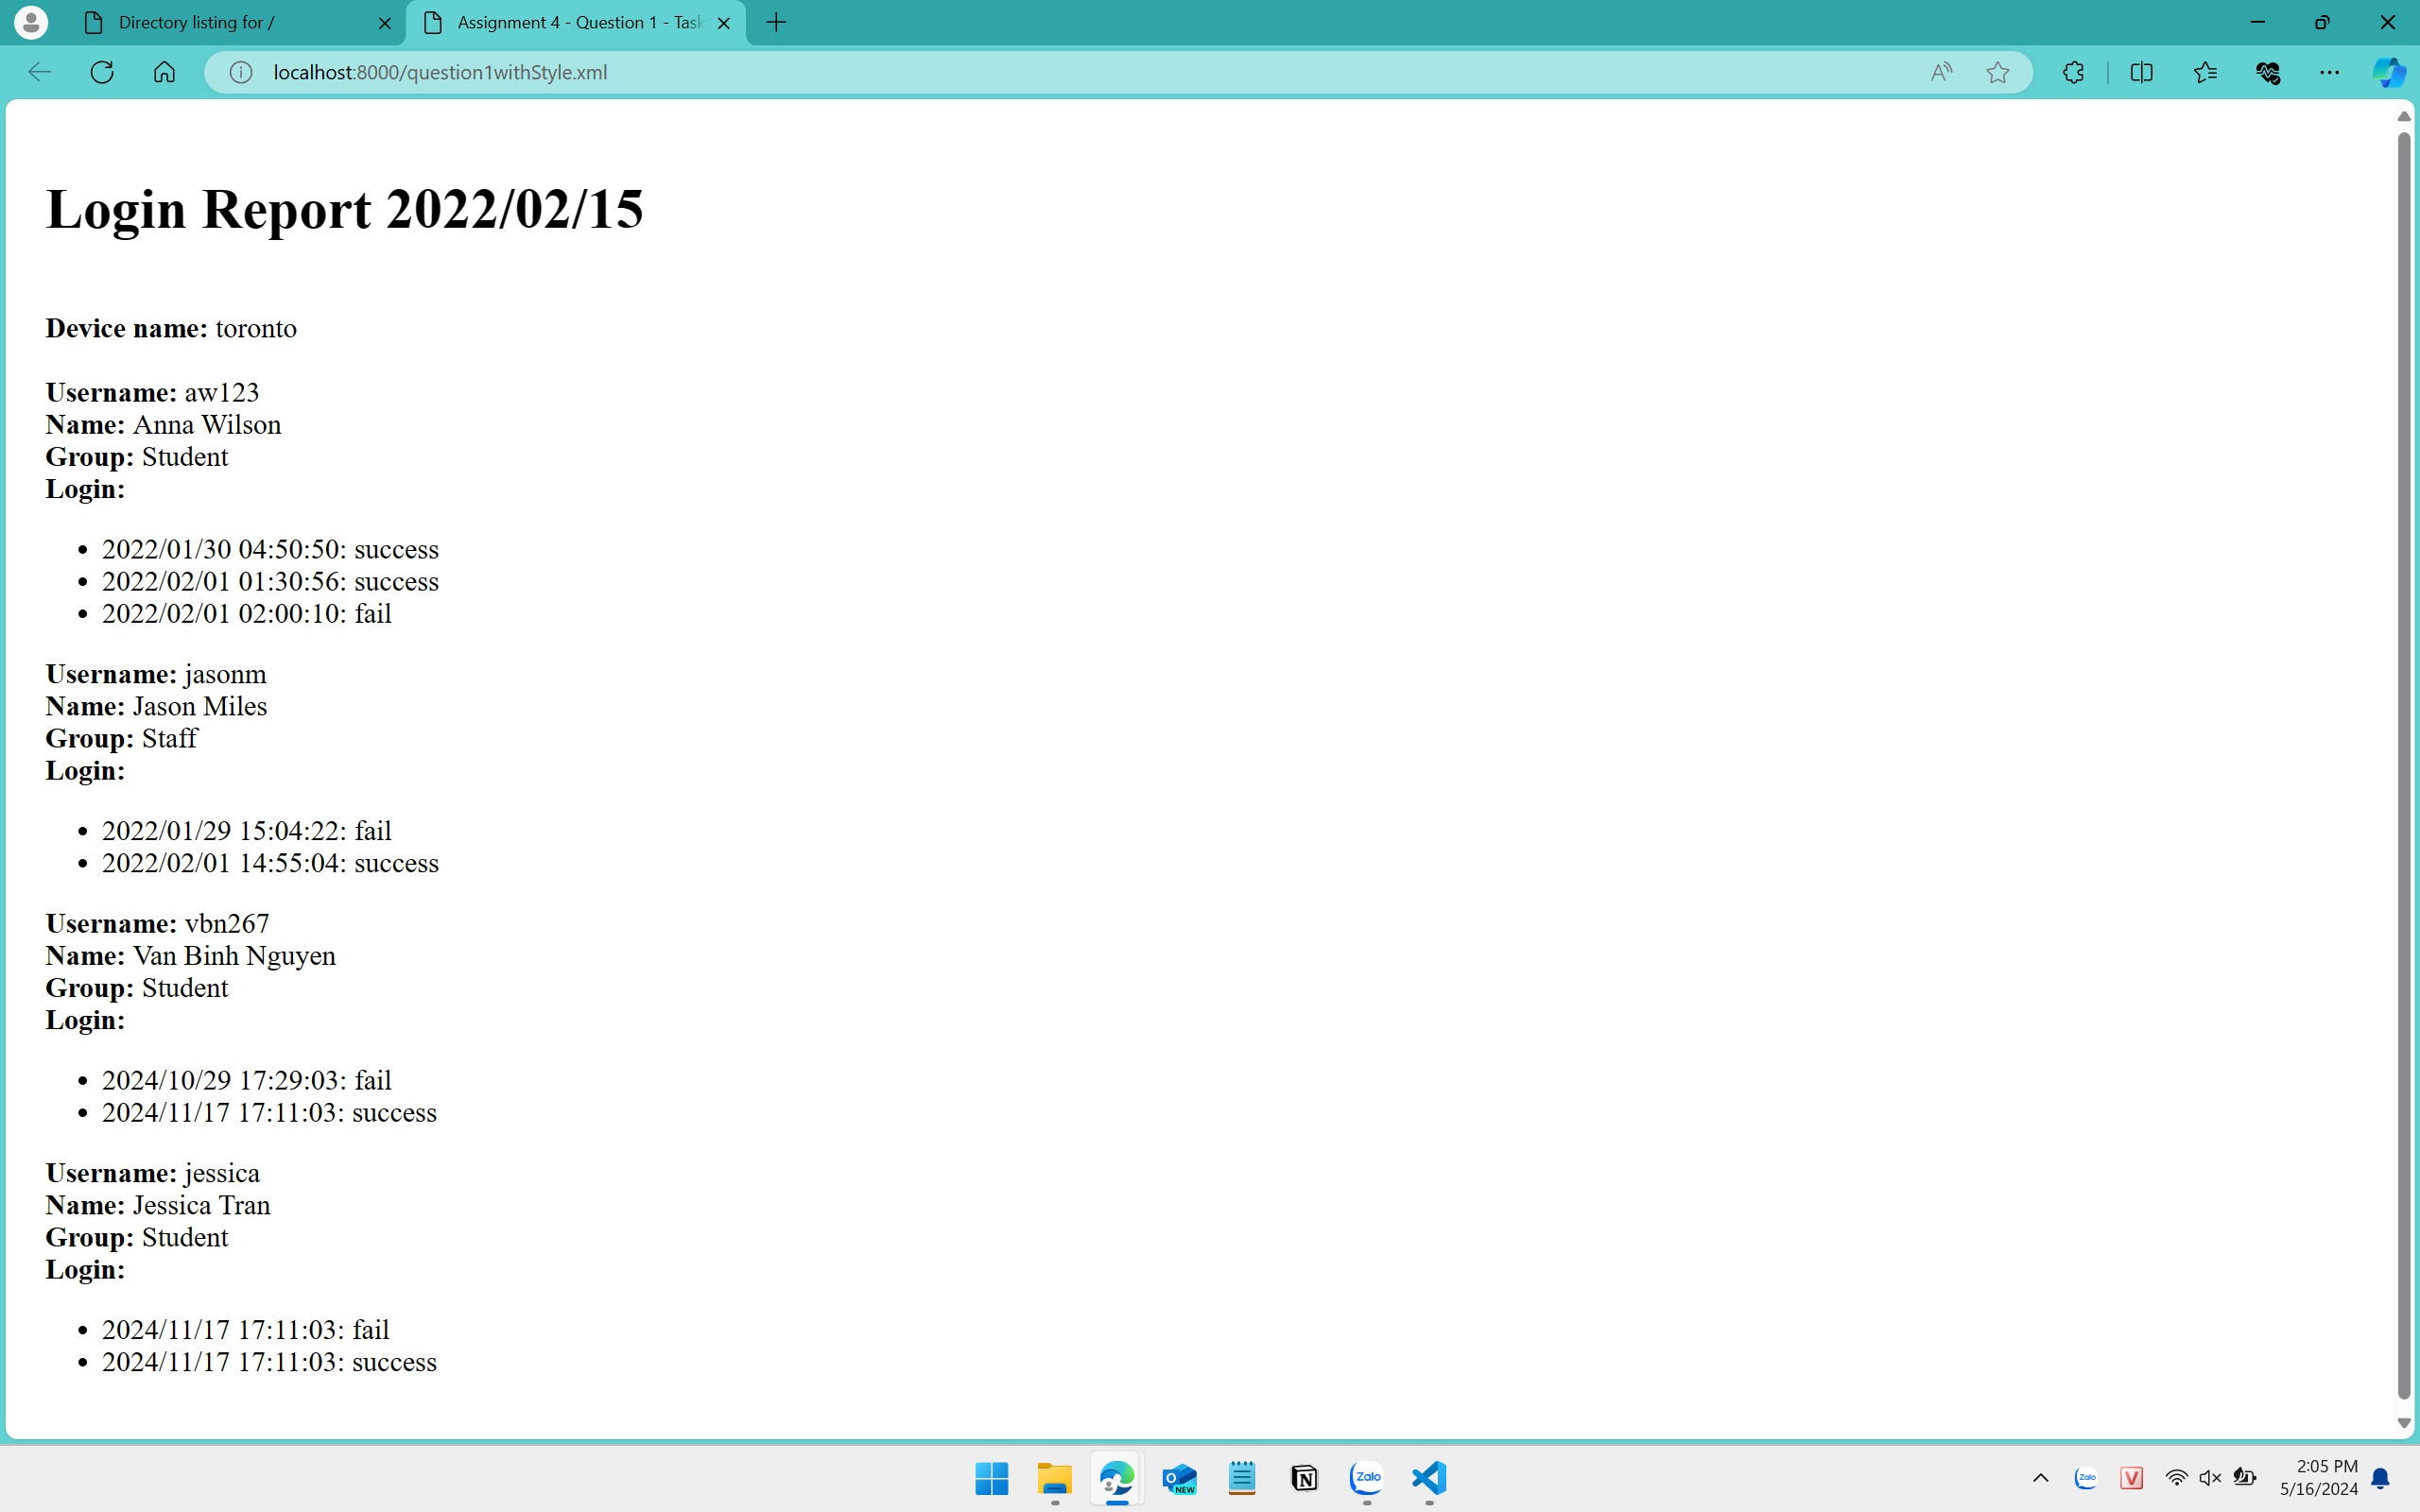 Directory listing for /
Assignment 4 - Question 1 - Task
localhost:8000/question1withStyle.xml
Login Report 2022/02/15
Device name: toronto
Username: aw123
Name: Anna Wilson
Group: Student
Login:
• 2022/01/30 04:50:50: success
• 2022/02/01 01:30:56: success
• 2022/02/01 02:00:10: fail
Username: jasonm
Name: Jason Miles
Group: Staff
Login:
• 2022/01/29 15:04:22: fail
• 2022/02/01 14:55:04: success
Username: vbn267
Name: Van Binh Nguyen
Group: Student
Login:
• 2024/10/29 17:29:03: fail
• 2024/11/17 17:11:03: success
Username: jessica
Name: Jessica Tran
Group: Student
Login:
• 2024/11/17 17:11:03: fail
• 2024/11/17 17:11:03: success
NEW
Zalo
Zalo
V
2:05 PM
5/16/2024